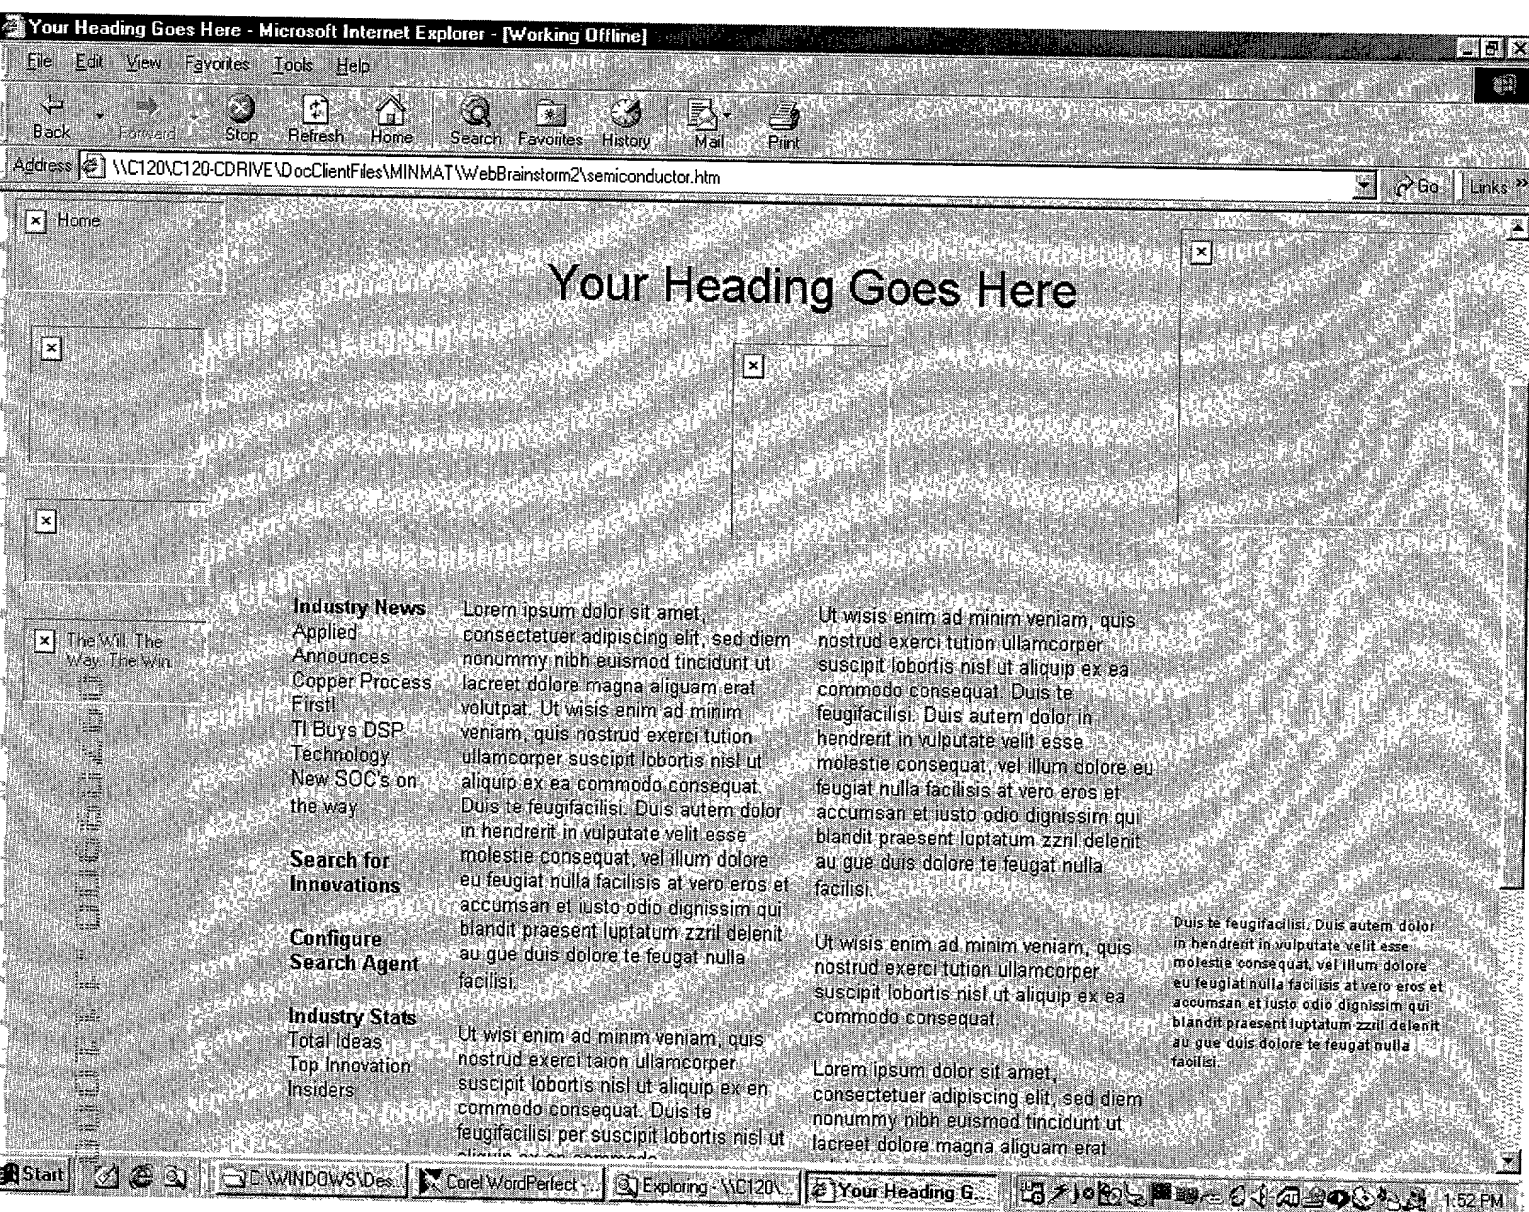 Your Heading Goes Here - Microsoft Internet Explorer - [Working Offline]
File Edit View Favorites Tools Help
Back Forward Stop Refresh Home Search Favorites History Mail Print
Address \\C120\C120-CDRIVE\DocClientFiles\MINMAT\WebBrainstorm2\semiconductor.htm Go Links »
Home
Your Heading Goes Here
The Will. The
Way. The Win.
Industry News
Applied
Announces
Copper Process
First!
TI Buys DSP
Technology
New SOC's on
the way
Search for
Innovations
Configure
Search Agent
Industry Stats
Total Ideas
Top Innovation
Insiders
Lorem ipsum dolor sit amet,
consectetuer adipiscing elit, sed diem
nonummy nibh euismod tincidunt ut
lacreet dolore magna aliguam erat
volutpat. Ut wisis enim ad minim
veniam, quis nostrud exerci tution
ullamcorper suscipit lobortis nisl ut
aliquip ex ea commodo consequat.
Duis te feugifacilisi. Duis autem dolor
in hendrerit in vulputate velit esse
molestie consequat, vel illum dolore
eu feugiat nulla facilisis at vero eros et
accumsan et iusto odio dignissim qui
blandit praesent luptatum zzril delenit
au gue duis dolore te feugat nulla
facilisi.
Ut wisi enim ad minim veniam, quis
nostrud exerci taion ullamcorper
suscipit lobortis nisl ut aliquip ex en
commodo consequat. Duis te
feugifacilisi per suscipit lobortis nisl ut
aliquip ex en commodo
Ut wisis enim ad minim veniam, quis
nostrud exerci tution ullamcorper
suscipit lobortis nisl ut aliquip ex ea
commodo consequat. Duis te
feugifacilisi. Duis autem dolor in
hendrerit in vulputate velit esse
molestie consequat, vel illum dolore eu
feugiat nulla facilisis at vero eros et
accumsan et iusto odio dignissim qui
blandit praesent luptatum zzril delenit
au gue duis dolore te feugat nulla
facilisi.
Ut wisis enim ad minim veniam, quis
nostrud exerci tution ullamcorper
suscipit lobortis nisl ut aliquip ex ea
commodo consequat.
Lorem ipsum dolor sit amet,
consectetuer adipiscing elit, sed diem
nonummy nibh euismod tincidunt ut
lacreet dolore magna aliguam erat
Duis te feugifacilisi. Duis autem dolor
in hendrerit in vulputate velit esse
molestie consequat, vel illum dolore
eu feugiat nulla facilisis at vero eros et
accumsan et iusto odio dignissim qui
blandit praesent luptatum zzril delenit
au gue duis dolore te feugat nulla
facilisi.
Start C:\WINDOWS\Des... Corel WordPerfect -... Exploring - \\C120\... Your Heading G... 1:52 PM